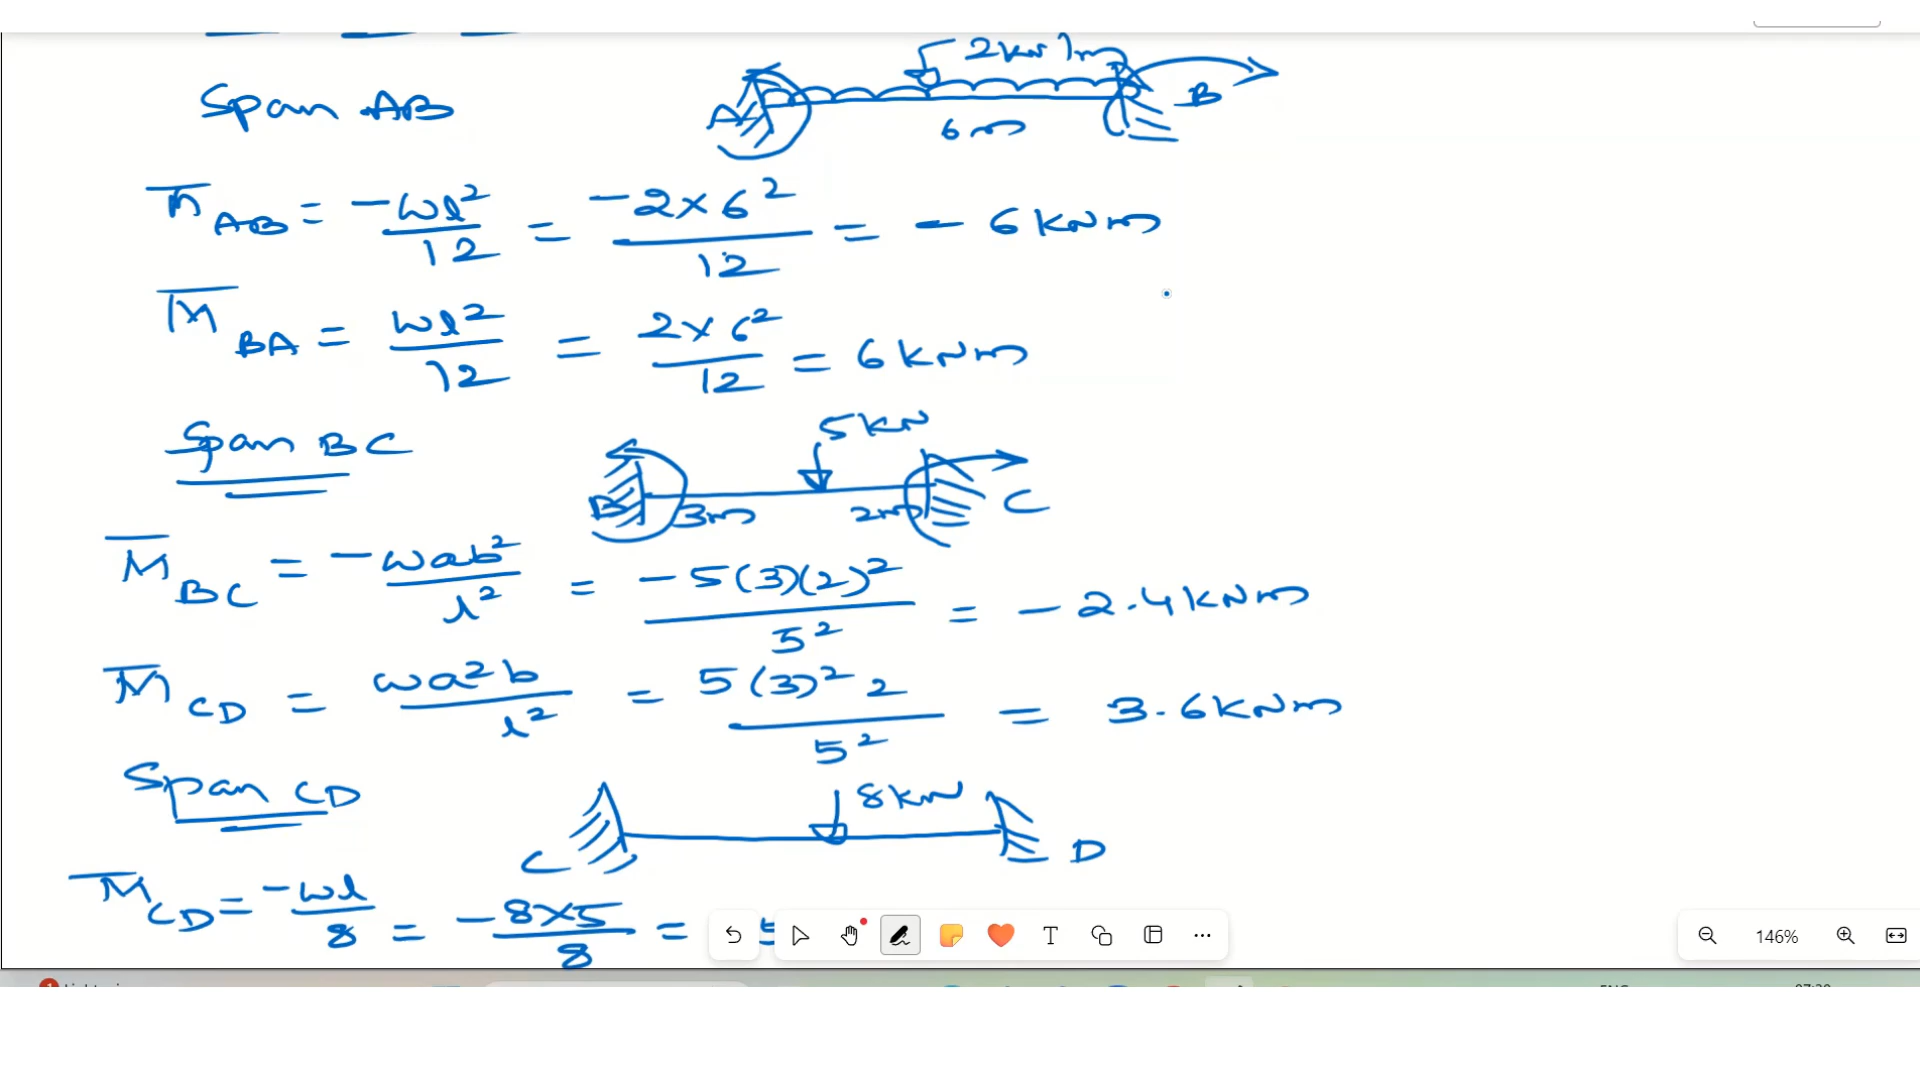 2kN/m
Span AB
A
B
6m
M̅AB = -wl²/12 = -2×6²/12 = - 6kNm
M̅BA = wl²/12 = 2×6²/12 = 6kNm
5kN
Span BC
B
3m
2m
C
M̅BC = -wab²/l² = -5(3)(2)²/5² = -2.4kNm
M̅CD = wa²b/l² = 5(3)²2/5² = 3.6kNm
Span CD
8kN
C
D
M̅CD = -wl/8 = -8×5/8 =
T
146%